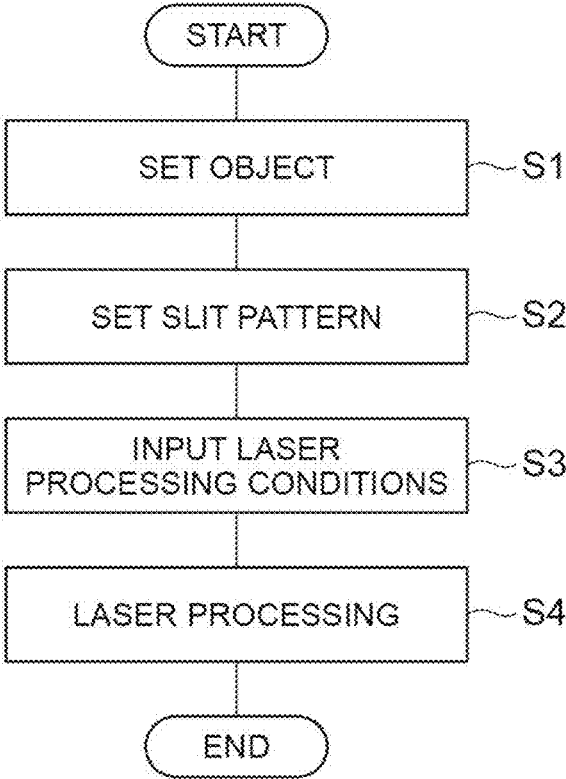 START
SET OBJECT
S1
SET SLIT PATTERN
S2
INPUT LASER
PROCESSING CONDITIONS
S3
LASER PROCESSING
S4
END